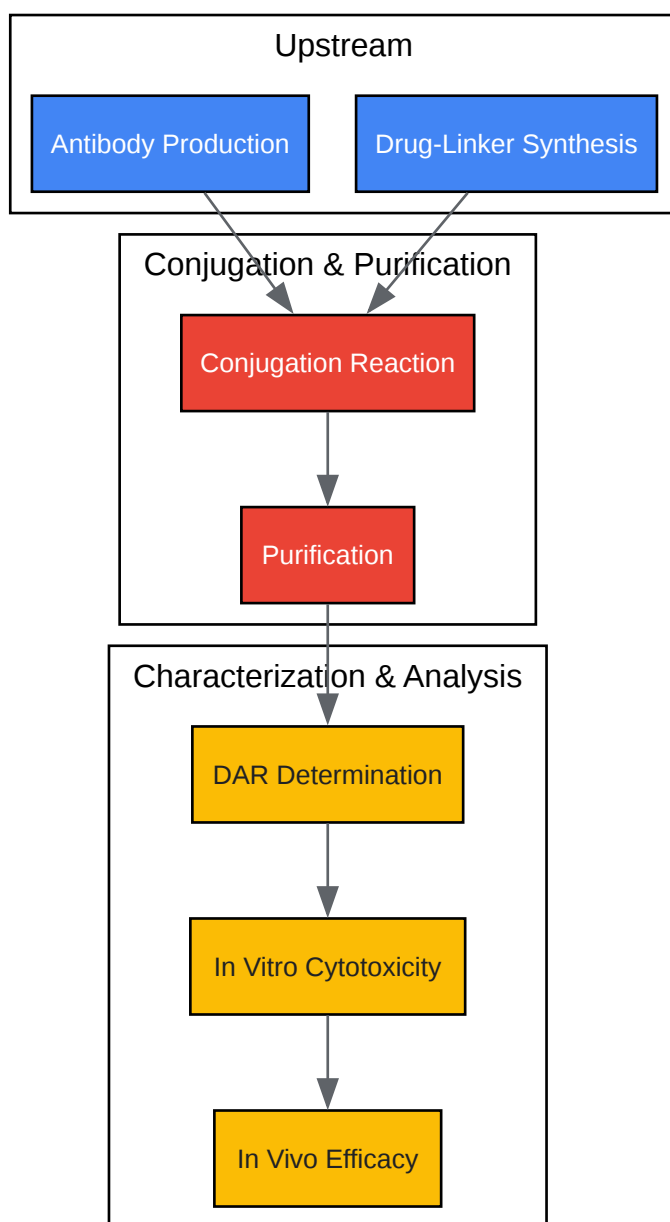 Upstream
Antibody Production
Drug-Linker Synthesis
Conjugation & Purification
Conjugation Reaction
Purification
Characterization & Analysis
DAR Determination
In Vitro Cytotoxicity
In Vivo Efficacy